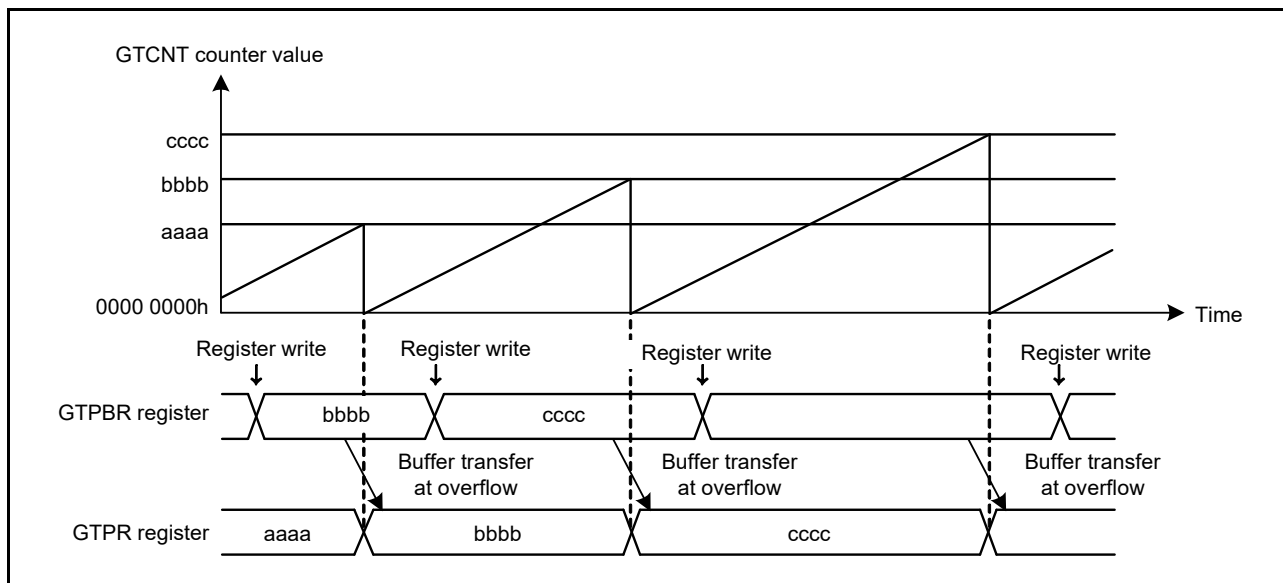 GTCNT counter value
cccc
bbbb
aaaa
0000 0000h
Time
Register write
Register write
Register write
Register write
GTPBR register
bbbb
cccc
Buffer transfer
at overflow
Buffer transfer
at overflow
Buffer transfer
at overflow
GTPR register
aaaa
bbbb
cccc